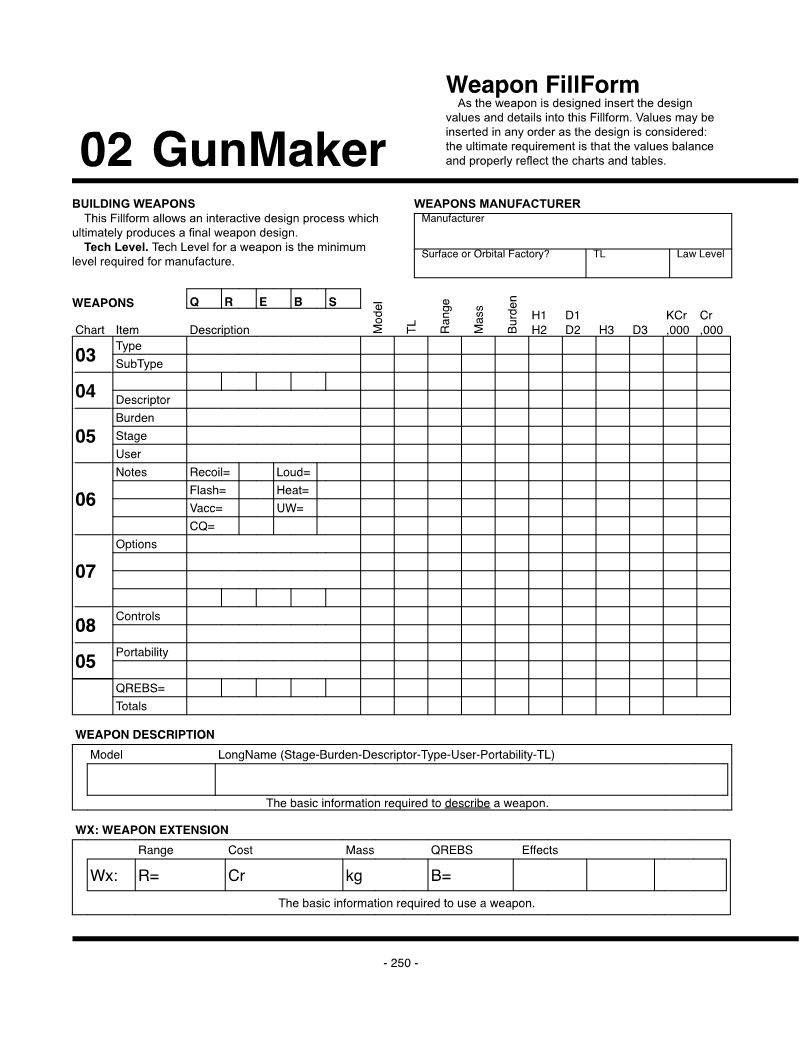 02 GunMaker
Weapon FillForm
As the weapon is designed insert the design
values and details into this Fillform. Values may be
inserted in any order as the design is considered:
the ultimate requirement is that the values balance
and properly reflect the charts and tables.
BUILDING WEAPONS
This Fillform allows an interactive design process which
ultimately produces a final weapon design.
Tech Level. Tech Level for a weapon is the minimum
level required for manufacture.
WEAPONS MANUFACTURER
Manufacturer
Surface or Orbital Factory? TL Law Level
WEAPONS Q R E B S
Model TL Range Mass Burden H1 D1 KCr Cr
Chart Item Description H2 D2 H3 D3 ,000 ,000
03 Type
SubType
04
Descriptor
05 Burden
Stage
User
06 Notes Recoil= Loud=
Flash= Heat=
Vacc= UW=
CQ=
07 Options
08 Controls
05 Portability
QREBS=
Totals
WEAPON DESCRIPTION
Model LongName (Stage-Burden-Descriptor-Type-User-Portability-TL)
The basic information required to describe a weapon.
WX: WEAPON EXTENSION
Range Cost Mass QREBS Effects
Wx: R= Cr kg B=
The basic information required to use a weapon.
- 250 -